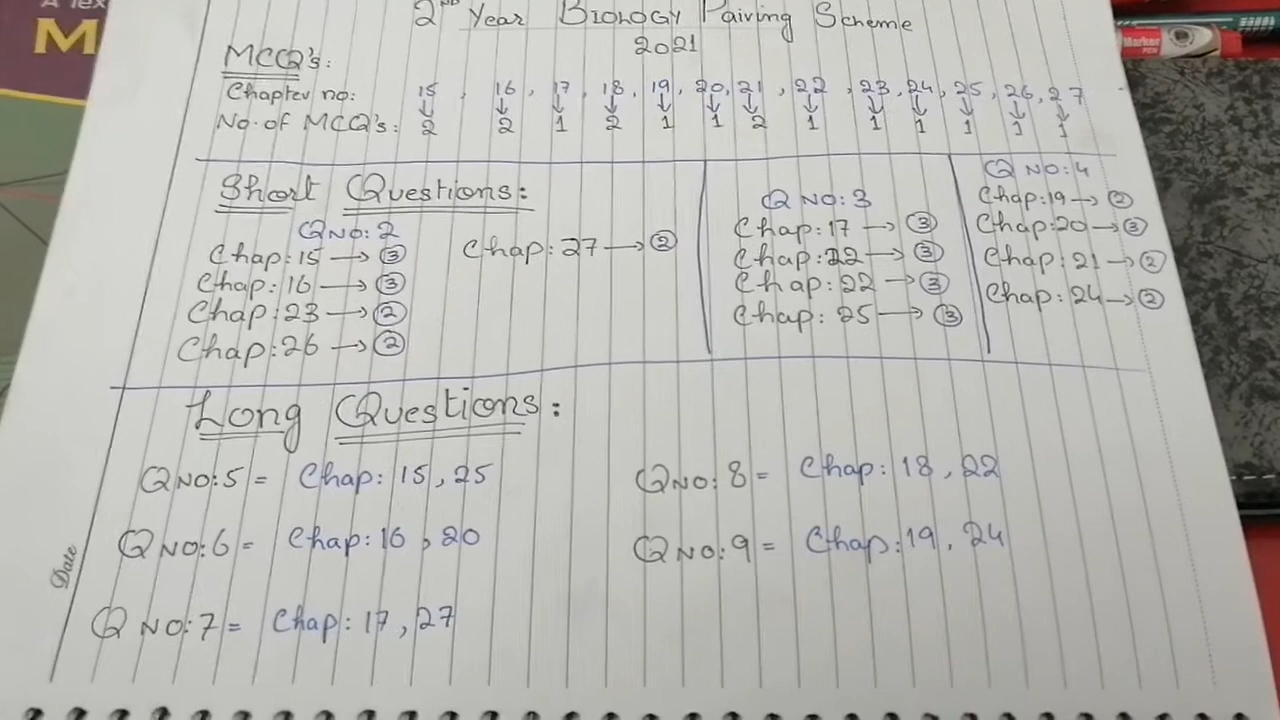 2nd Year Biology Pairing Scheme
2021
MCQ's:
Chapter no: 15, 16, 17, 18, 19, 20, 21, 22, 23, 24, 25, 26, 27
No. of MCQ's: 2 2 1 2 1 1 2 1 1 1 1 1 1
Short Questions:
Q NO:2
Chap: 15 → 3
Chap: 16 → 3
Chap: 23 → 2
Chap: 26 → 2
Chap: 27 → 2
Q NO: 3
Chap: 17 → 3
Chap: 22 → 3
Chap: 22 → 3
Chap: 25 → 3
Q NO: 4
Chap: 19 → 2
Chap: 20 → 3
Chap: 21 → 2
Chap: 24 → 2
Long Questions:
Q NO:5 = Chap: 15, 25
Q NO:6 = Chap: 16, 20
Q NO:7 = Chap: 17, 27
Q NO: 8 = Chap: 18, 22
Q NO: 9 = Chap: 19, 24
Date
M
Marker
PEN